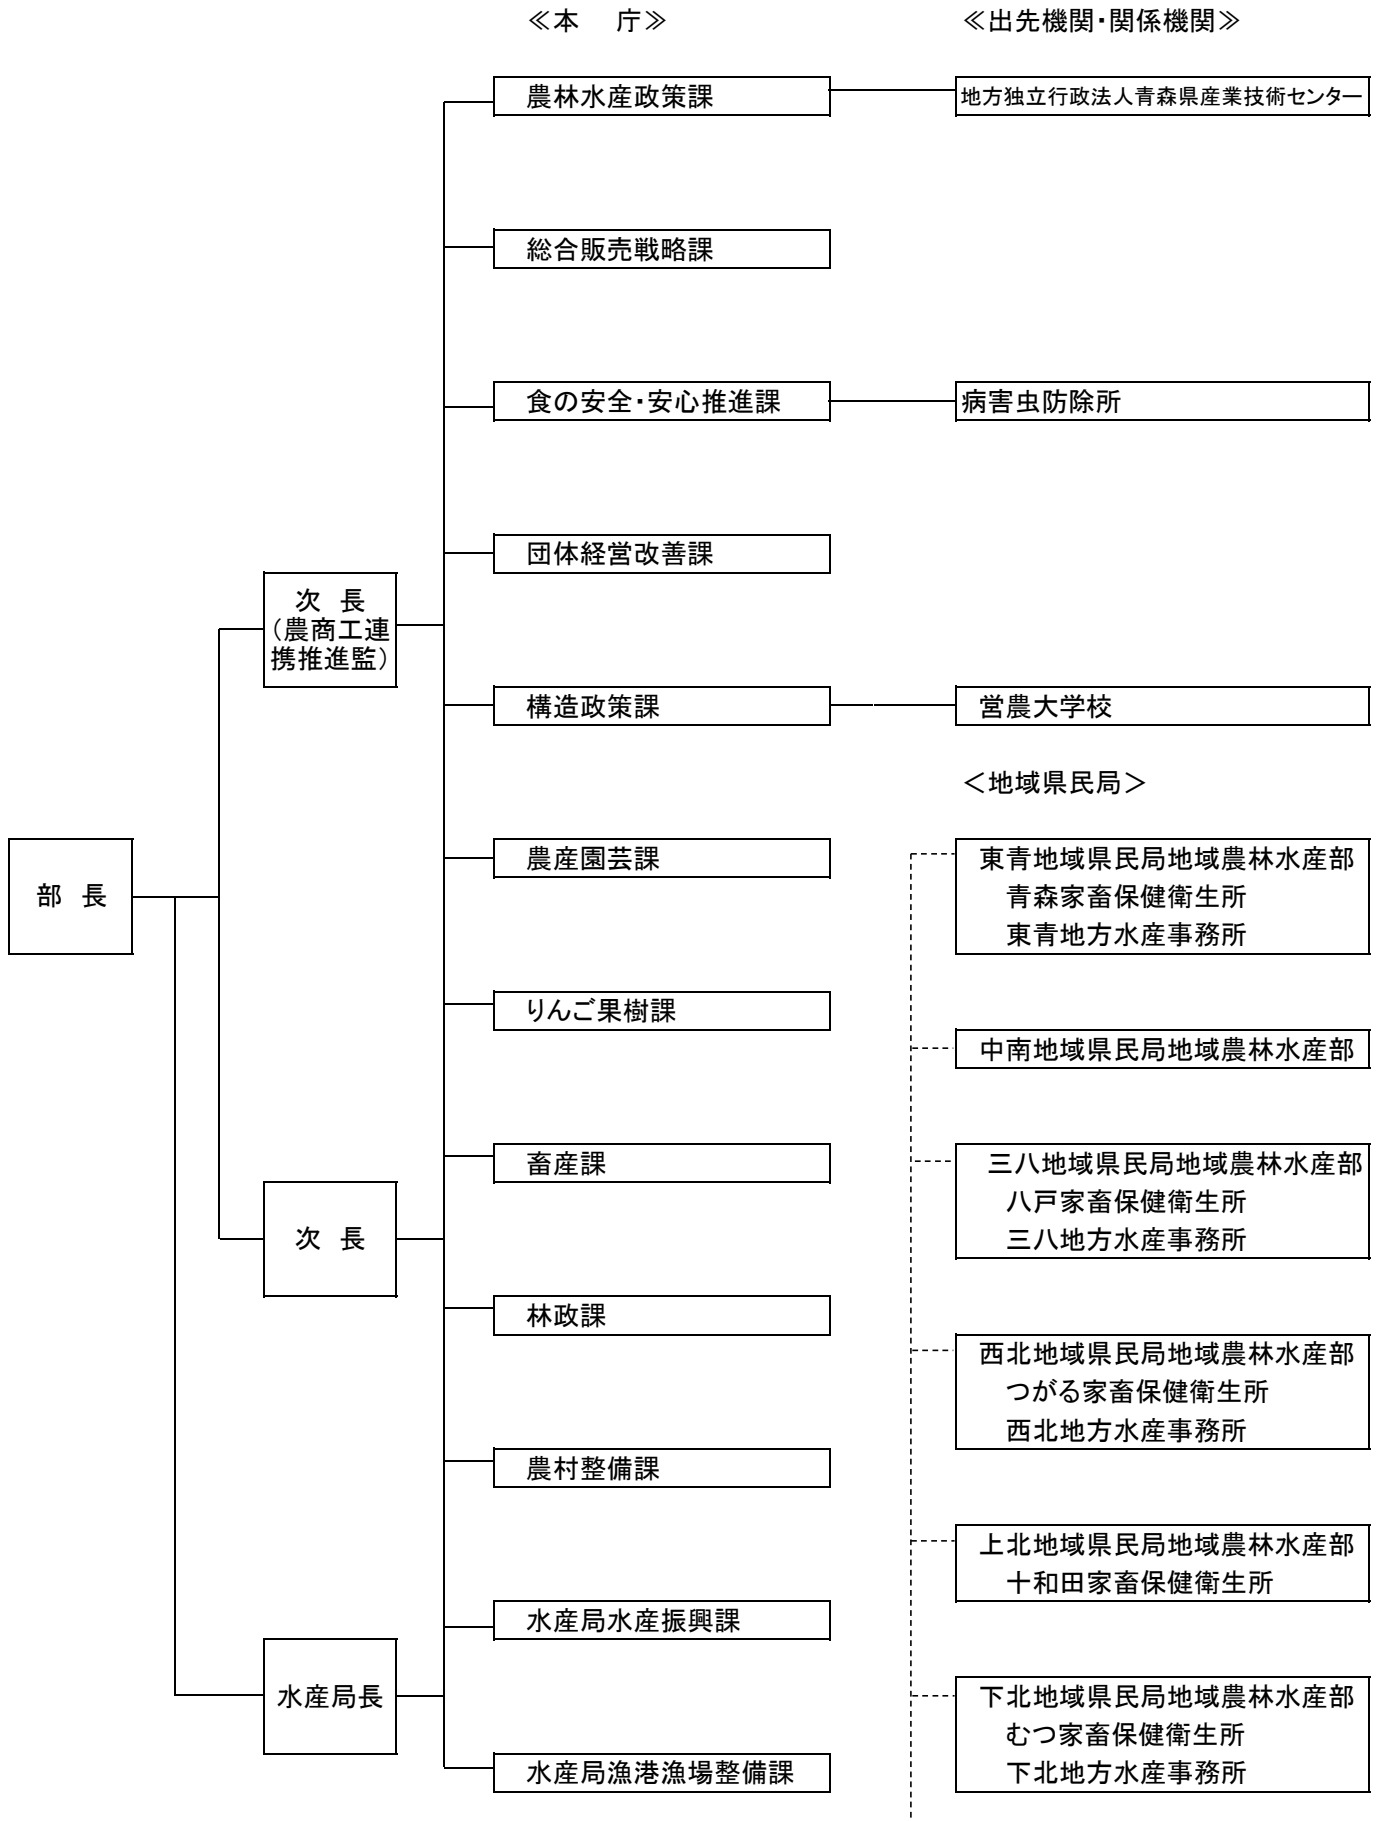 ≪本　庁≫
≪出先機関・関係機関≫
農林水産政策課
地方独立行政法人青森県産業技術センター
総合販売戦略課
食の安全・安心推進課
病害虫防除所
団体経営改善課
次　長
（農商工連
携推進監）
構造政策課
営農大学校
＜地域県民局＞
部　長
農産園芸課
東青地域県民局地域農林水産部
青森家畜保健衛生所
東青地方水産事務所
りんご果樹課
中南地域県民局地域農林水産部
畜産課
三八地域県民局地域農林水産部
八戸家畜保健衛生所
三八地方水産事務所
次　長
林政課
西北地域県民局地域農林水産部
つがる家畜保健衛生所
西北地方水産事務所
農村整備課
上北地域県民局地域農林水産部
十和田家畜保健衛生所
水産局水産振興課
水産局長
下北地域県民局地域農林水産部
むつ家畜保健衛生所
下北地方水産事務所
水産局漁港漁場整備課